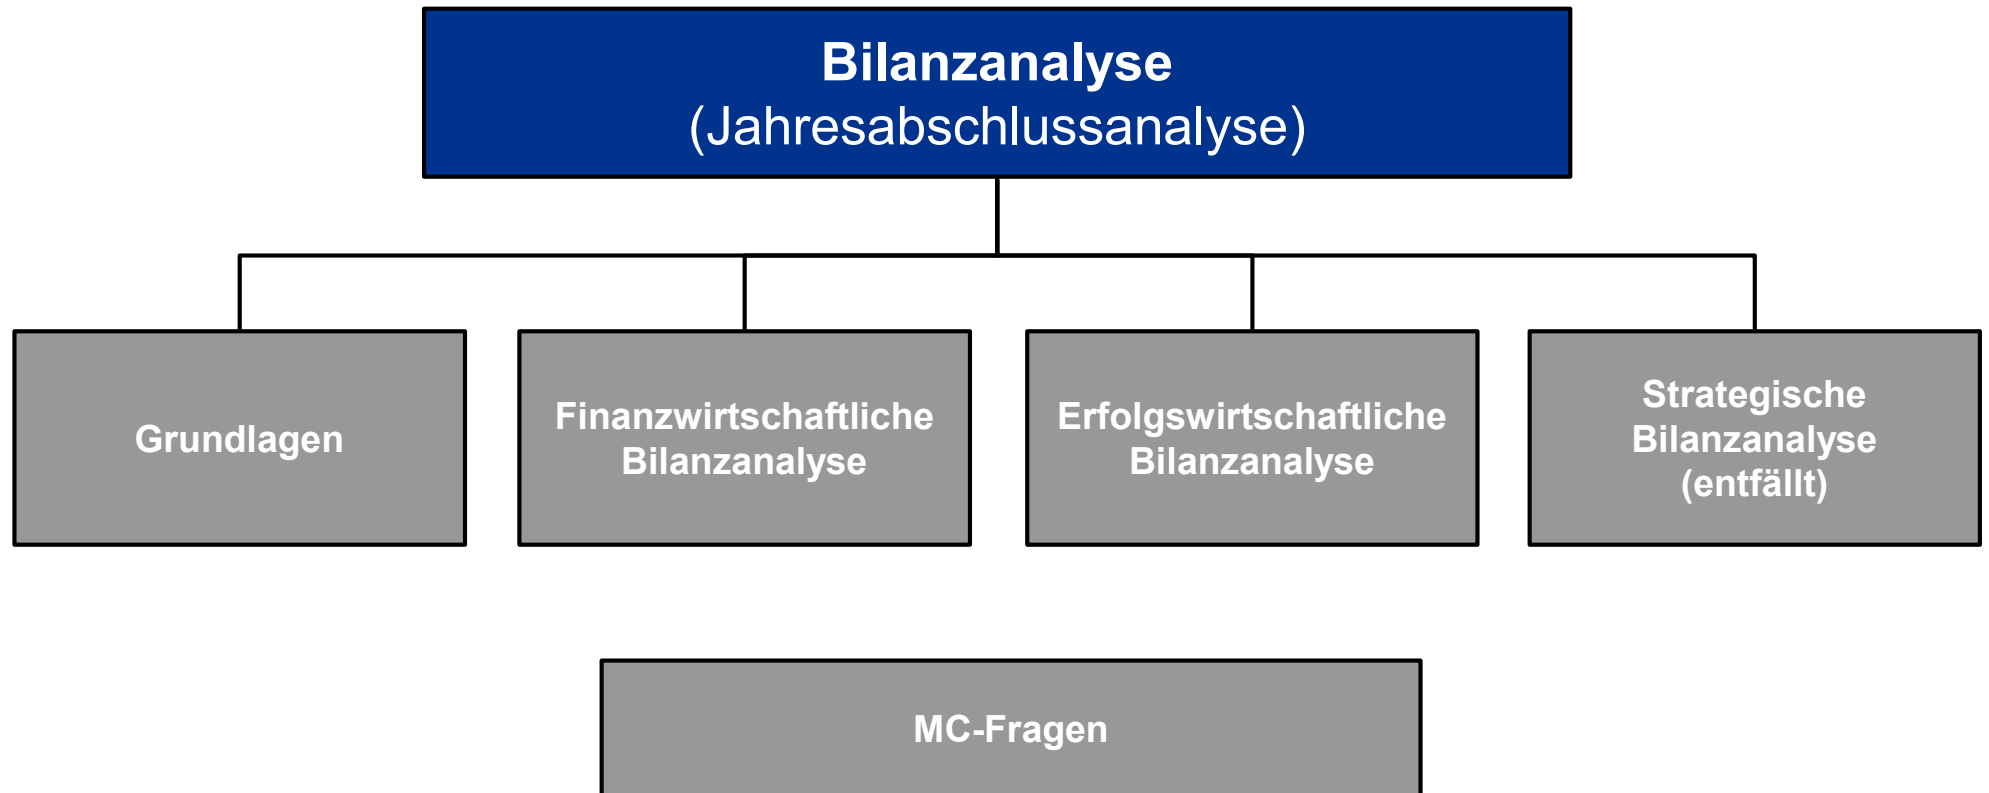 Bilanzanalyse
(Jahresabschlussanalyse)
Grundlagen
Finanzwirtschaftliche
Bilanzanalyse
Erfolgswirtschaftliche
Bilanzanalyse
Strategische
Bilanzanalyse
(entfällt)
MC-Fragen